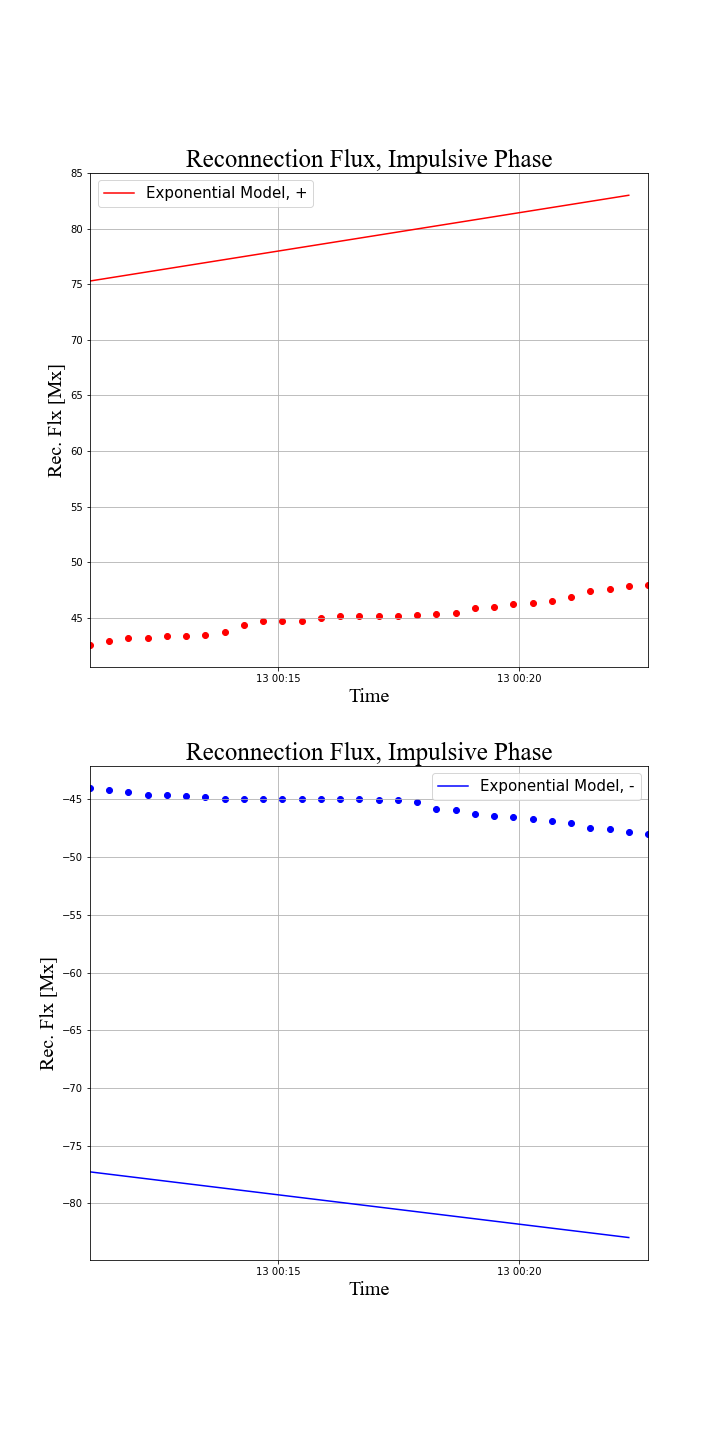 Reconnection Flux, Impulsive Phase
85
Exponential Model, +
80
75
70
65
60
55
50
45
Rec. Flx [Mx]
13 00:15
13 00:20
Time
Reconnection Flux, Impulsive Phase
Exponential Model, -
−45
−50
−55
−60
−65
−70
−75
−80
Rec. Flx [Mx]
13 00:15
13 00:20
Time